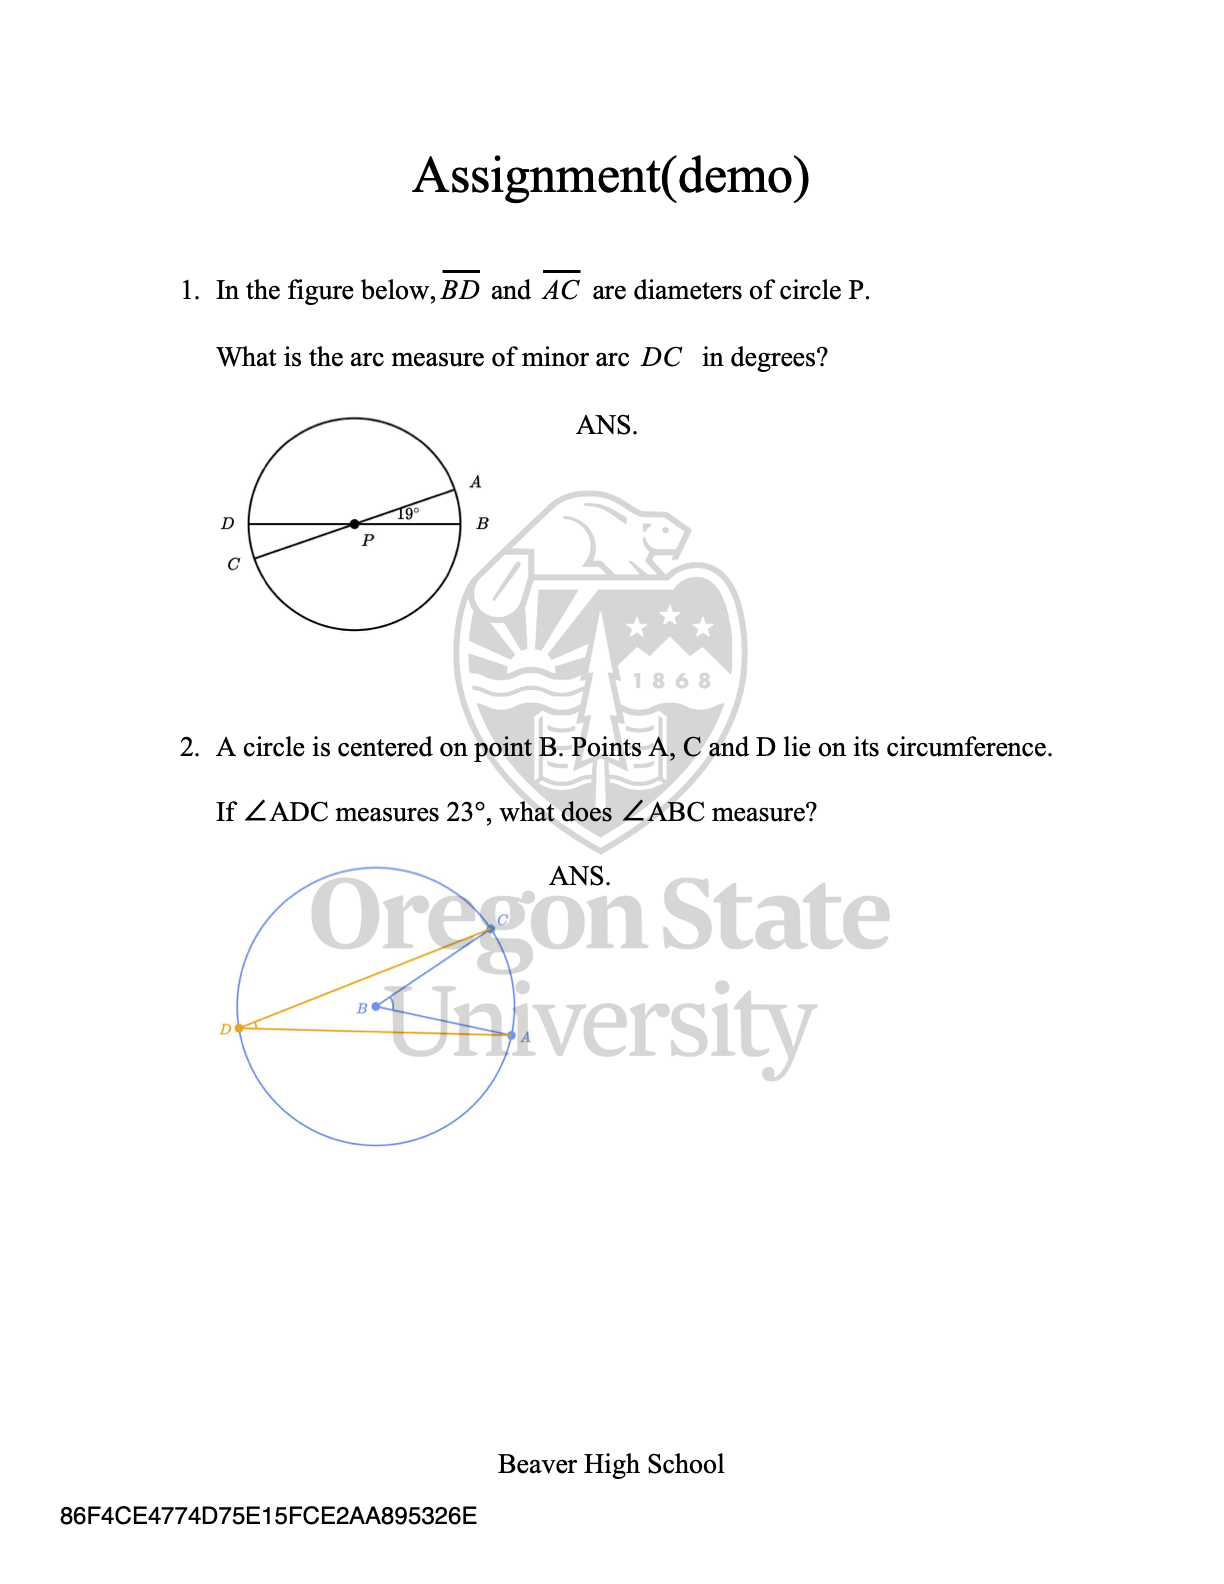 Assignment(demo)
1. In the figure below, BD and AC are diameters of circle P.
What is the arc measure of minor arc DC in degrees?
ANS.
A
19°
D
B
P
C
1868
2. A circle is centered on point B. Points A, C and D lie on its circumference.
If ∠ADC measures 23°, what does ∠ABC measure?
ANS.
Oregon State
University
C
B
D
A
Beaver High School
86F4CE4774D75E15FCE2AA895326E